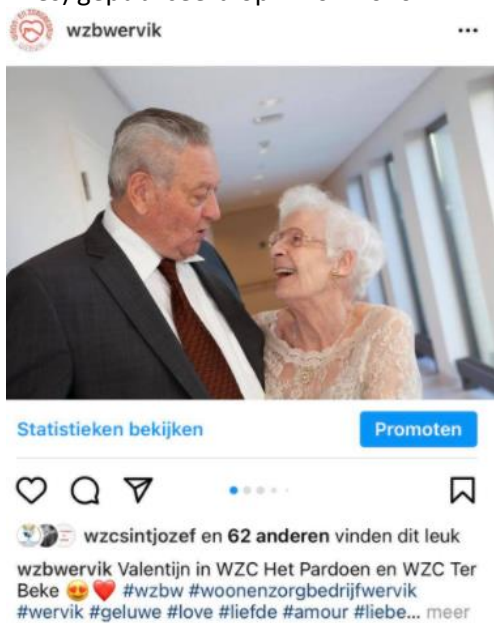 wzbwervik
Statistieken bekijken
Promoten
wzcsintjozef en 62 anderen vinden dit leuk
wzbwervik Valentijn in WZC Het Pardoen en WZC Ter
Beke 😍❤️ #wzbw #woonenzorgbedrijfwervik
#wervik #geluwe #love #liefde #amour #liebe... meer